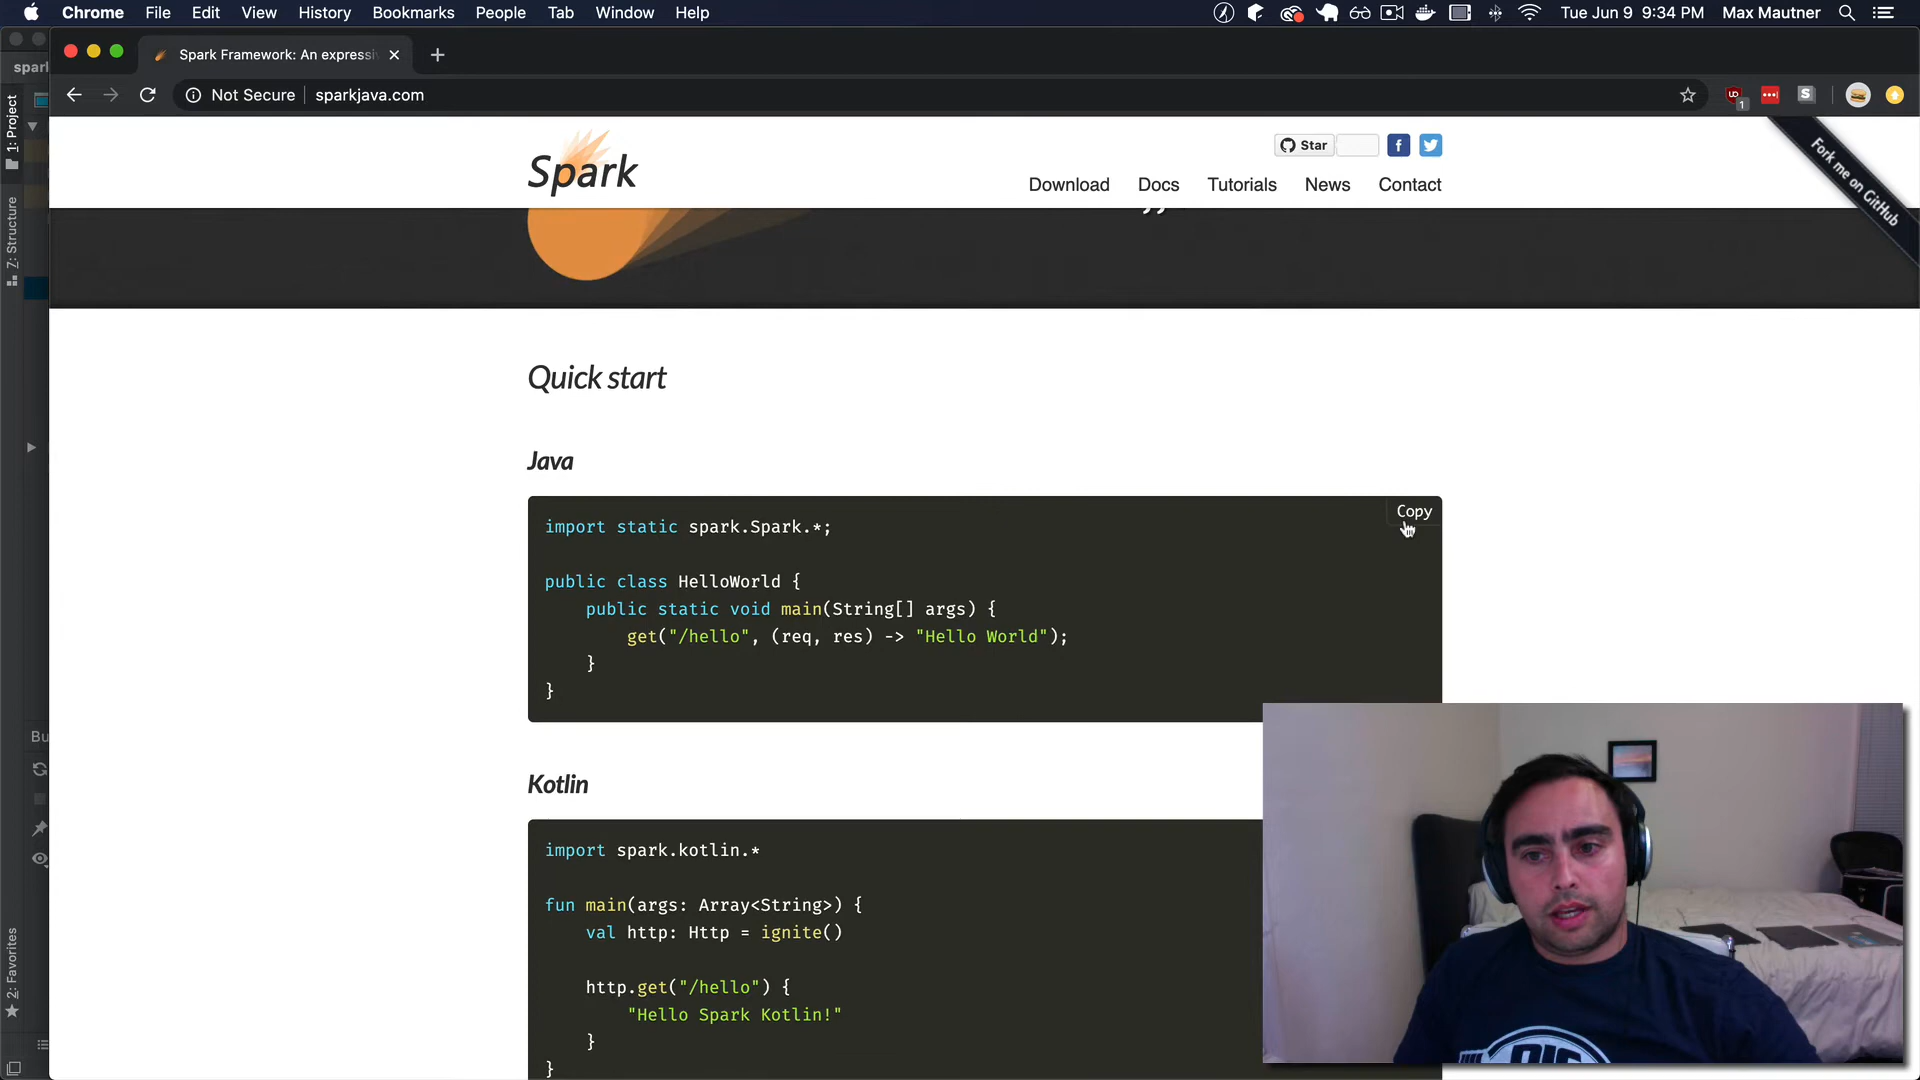 Chrome File Edit View History Bookmarks People Tab Window Help
Tue Jun 9 9:34 PM Max Mautner
Spark Framework: An expressi
Not Secure sparkjava.com
1: Project
Z: Structure
2: Favorites
Spark
Star
Download Docs Tutorials News Contact
Fork me on GitHub
Quick start
Java
Copy
import static spark.Spark.*;
public class HelloWorld {
public static void main(String[] args) {
get("/hello", (req, res) -> "Hello World");
}
}
Kotlin
import spark.kotlin.*
fun main(args: Array<String>) {
val http: Http = ignite()
http.get("/hello") {
"Hello Spark Kotlin!"
}
}